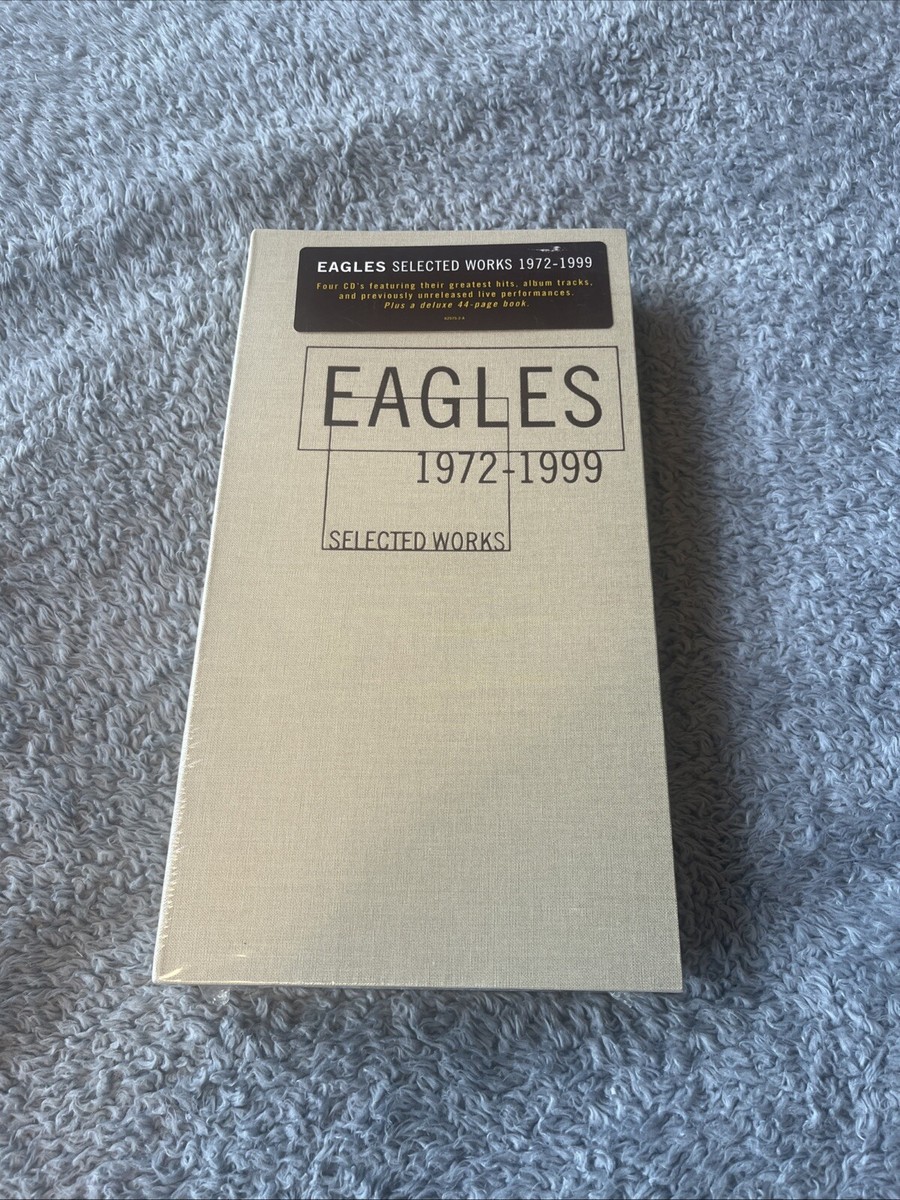 EAGLES SELECTED WORKS 1972-1999
Four CD's featuring their greatest hits, album tracks,
and previously unreleased live performances.
Plus a deluxe 44-page book.
EAGLES
1972-1999
SELECTED WORKS